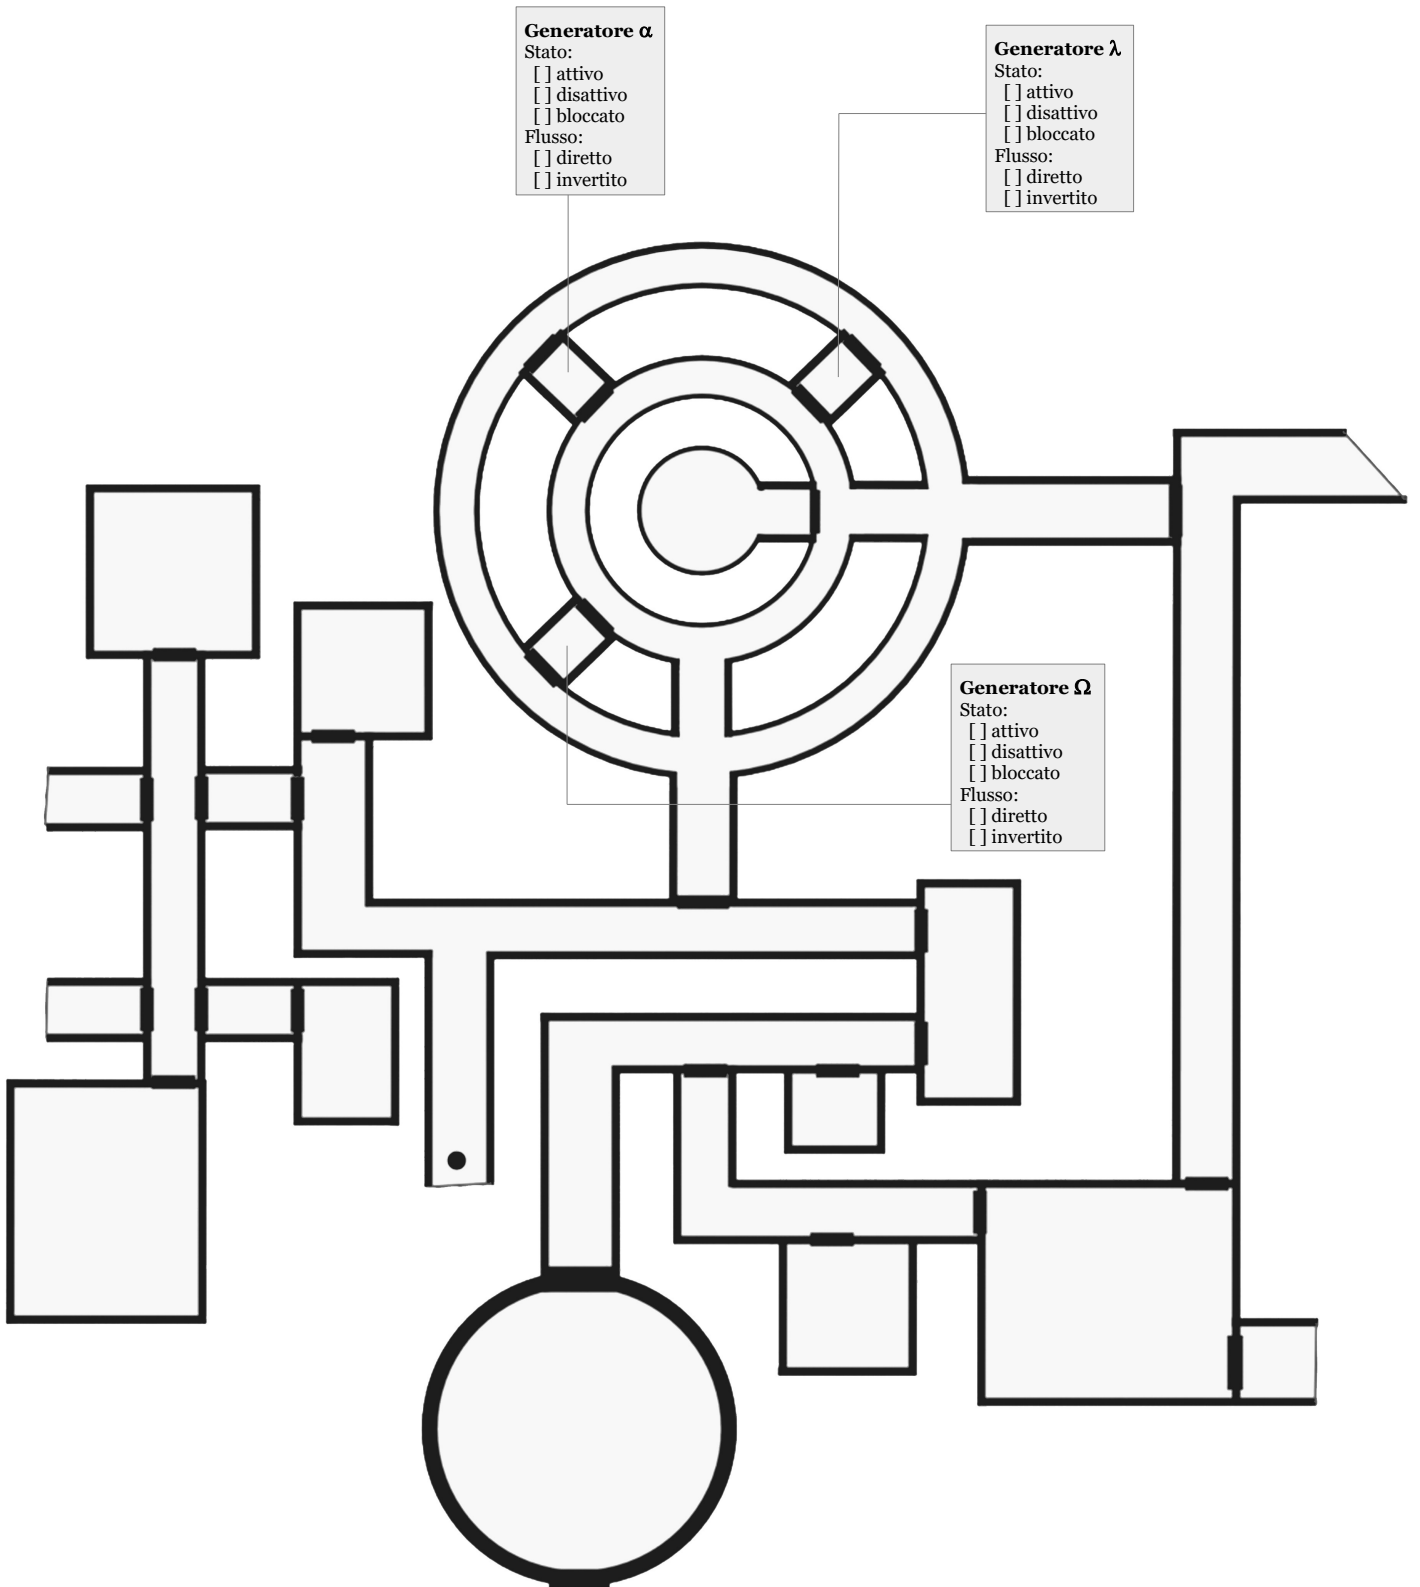 Generatore α
Stato:
[ ] attivo
[ ] disattivo
[ ] bloccato
Flusso:
[ ] diretto
[ ] invertito
Generatore λ
Stato:
[ ] attivo
[ ] disattivo
[ ] bloccato
Flusso:
[ ] diretto
[ ] invertito
Generatore Ω
Stato:
[ ] attivo
[ ] disattivo
[ ] bloccato
Flusso:
[ ] diretto
[ ] invertito